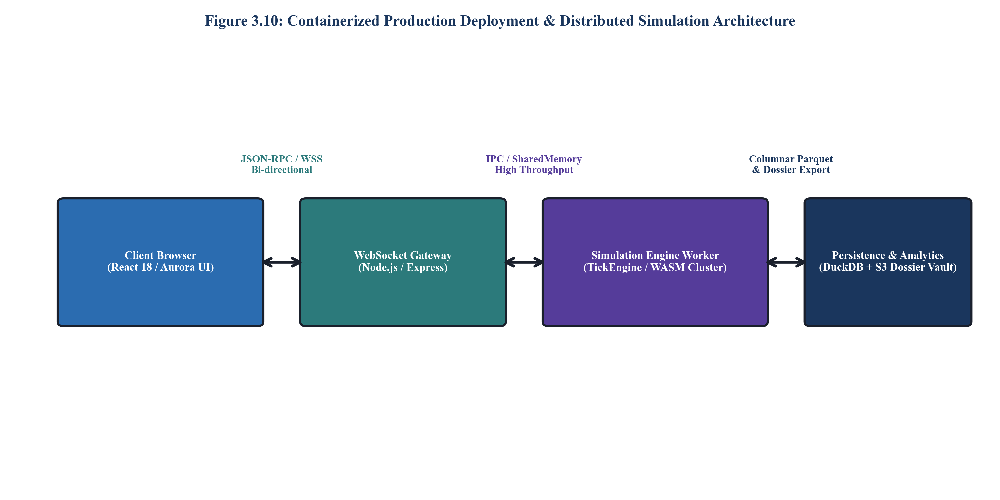 Figure 3.10: Containerized Production Deployment & Distributed Simulation Architecture
JSON-RPC / WSS
Bi-directional
IPC / SharedMemory
High Throughput
Columnar Parquet
& Dossier Export
Client Browser
(React 18 / Aurora UI)
WebSocket Gateway
(Node.js / Express)
Simulation Engine Worker
(TickEngine / WASM Cluster)
Persistence & Analytics
(DuckDB + S3 Dossier Vault)